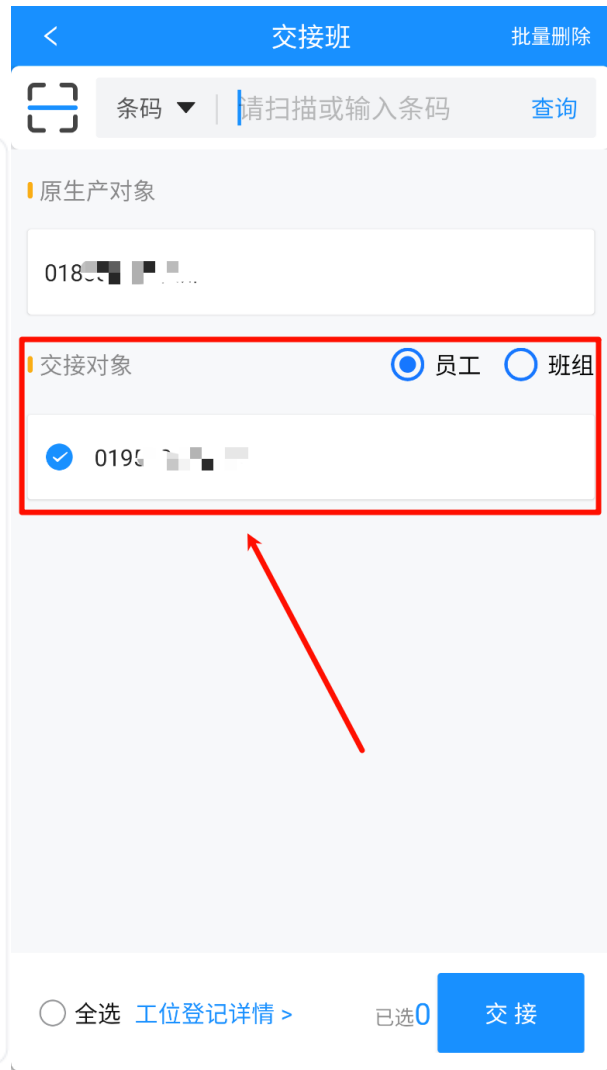 交接班 批量删除
条码 请扫描或输入条码 查询
原生产对象
018
交接对象 员工 班组
0195
全选 工位登记详情 > 已选0 交接